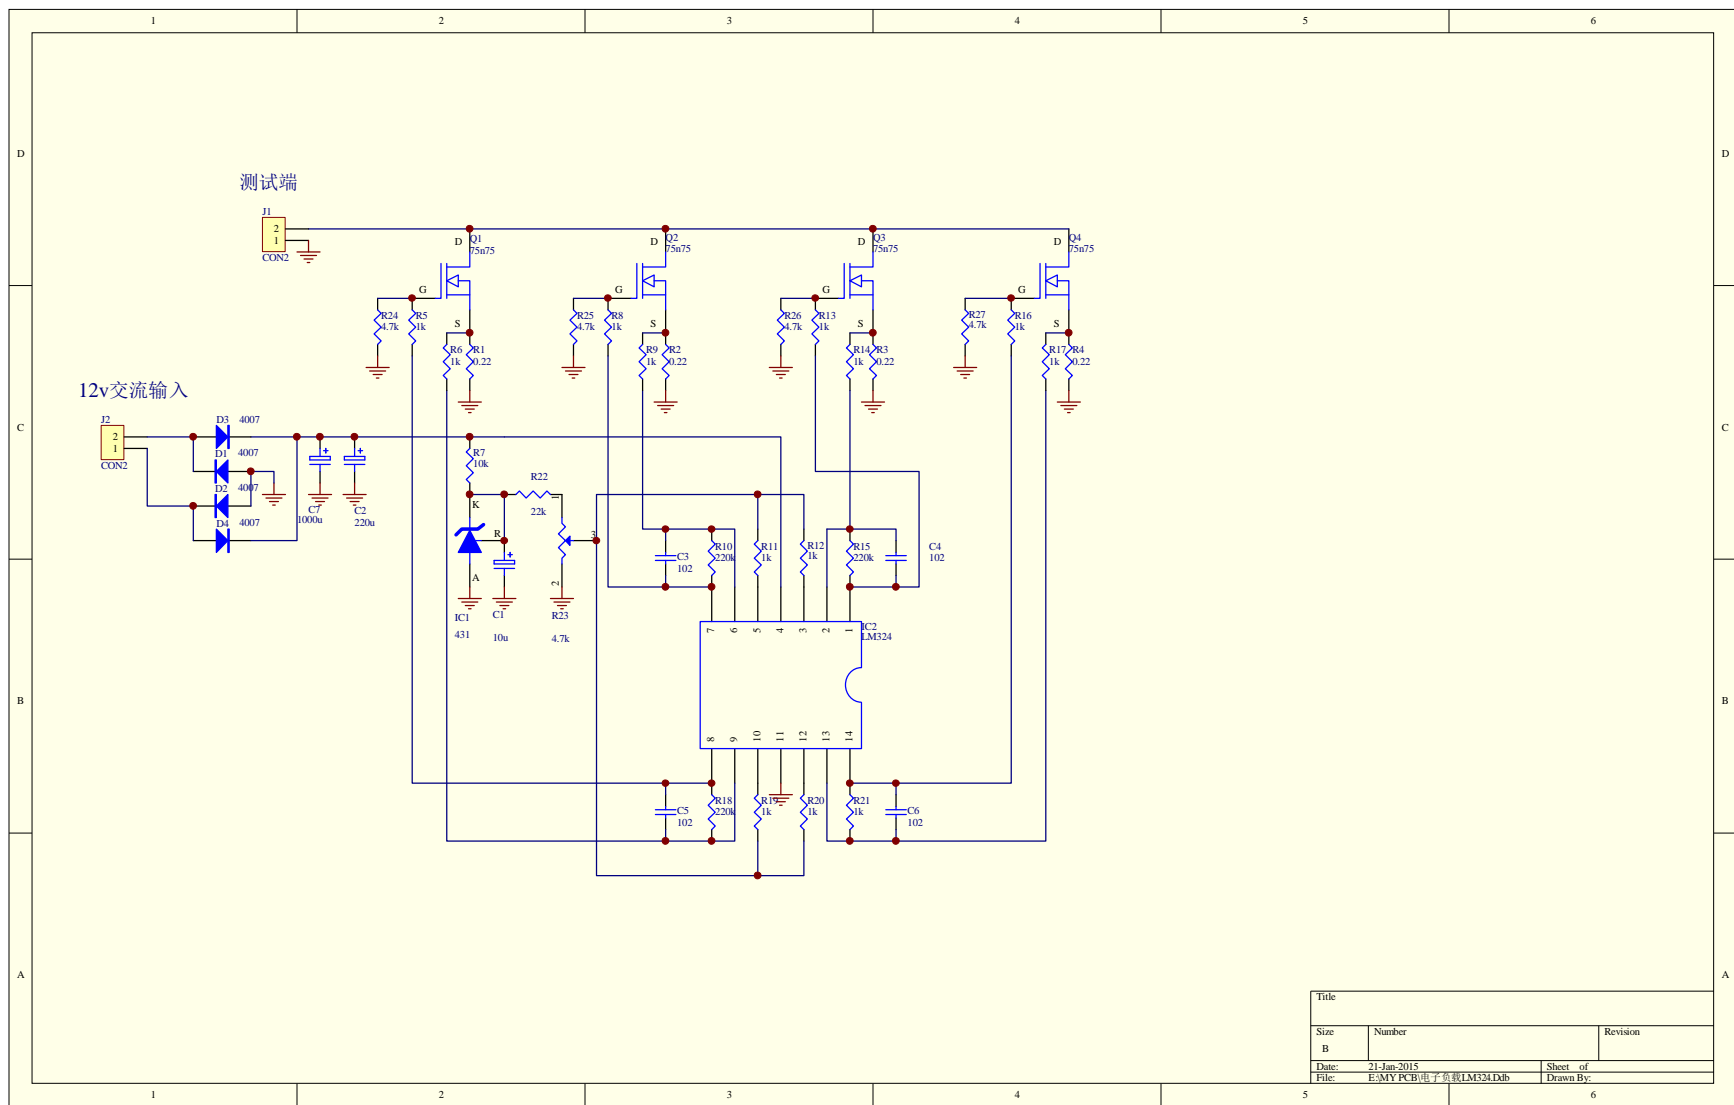 1 2 3 4 5 6
D D
测试端
J1
2
1
CON2
D Q1
75n75
D Q2
75n75
D Q3
75n75
D Q4
75n75
G G G G
R24
4.7k
R5
1k
R25
4.7k
R8
1k
R26
4.7k
R13
1k
R27
4.7k
R16
1k
S S S S
R6
1k
R1
0.22
R9
1k
R2
0.22
R14
1k
R3
0.22
R17
1k
R4
0.22
12v交流输入
J2
2
1
CON2
C C
D3 4007
D1 4007
D2 4007
D4 4007
C7
1000u
C2
220u
R7
10k
R22
22k
K
R
A
IC1
431
C1
10u
1
3
2
R23
4.7k
C3
102
R10
220k
R11
1k
R12
1k
R15
220k
C4
102
7 6 5 4 3 2 1
IC2
LM324
B B
8 9 10 11 12 13 14
C5
102
R18
220k
R19
1k
R20
1k
R21
1k
C6
102
A A
Title
Size Number Revision
B
Date: 21-Jan-2015 Sheet of
File: E:\MY PCB\电子负载LM324.Ddb Drawn By:
1 2 3 4 5 6